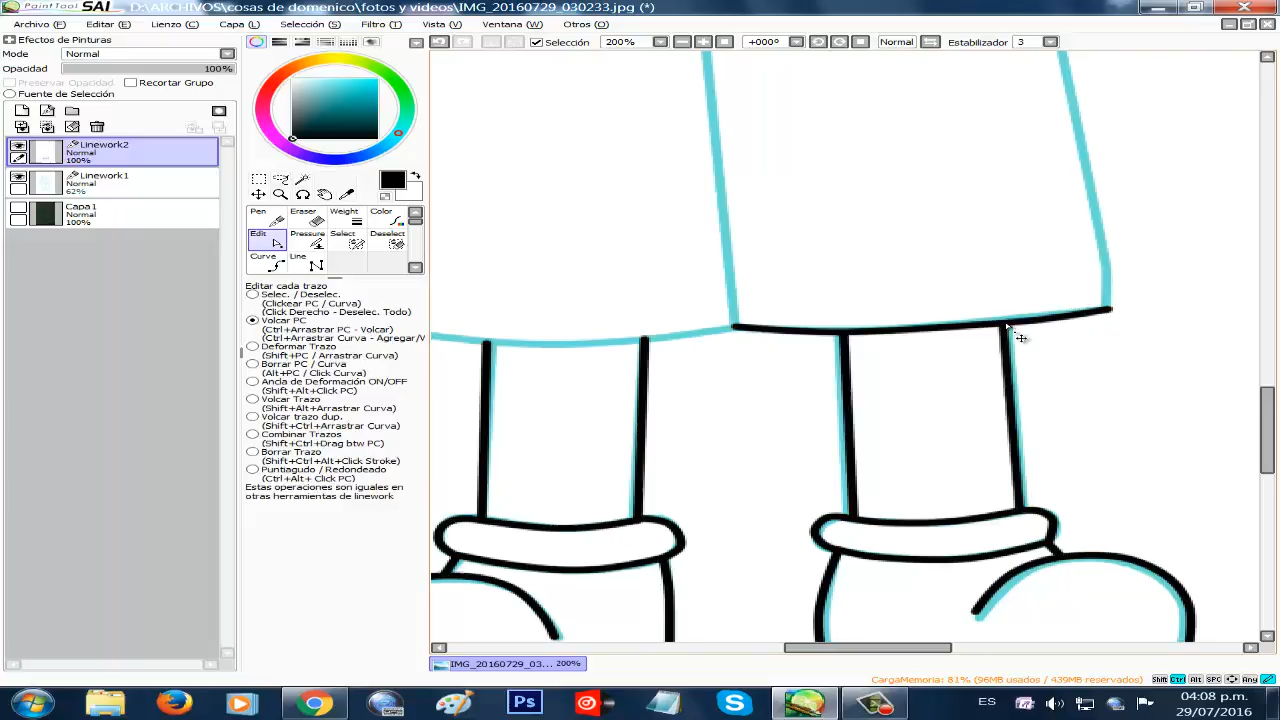 PaintTool SAI D:\ARCHIVOS\cosas de domenico\fotos y videos\IMG_20160729_030233.jpg (*)
Archivo (F) Editar (E) Lienzo (C) Capa (L) Selección (S) Filtro (T) Vista (V) Ventana (W) Otros (O)
Efectos de Pinturas
Modo Normal
Opacidad 100%
Preservar Opacidad Recortar Grupo
Fuente de Selección
Selección 200% +000º Normal Estabilizador 3
Linework2
Normal
100%
Linework1
Normal
62%
Capa1
Normal
100%
Pen Eraser Weight Color
Edit Pressure Select Deselect
Curve Line
Editar cada trazo
Selec. / Deselec.
(Clickear PC / Curva)
(Click Derecho - Deselec. Todo)
Volcar PC
(Ctrl+Arrastrar PC - Volcar)
(Ctrl+Arrastrar Curva - Agregar/V
Deformar Trazo
(Shift+PC / Arrastrar Curva)
Borrar PC / Curva
(Alt+PC / Click Curva)
Ancla de Deformación ON/OFF
(Shift+Alt+Click PC)
Volcar Trazo
(Shift+Alt+Arrastrar Curva)
Volcar trazo dup.
(Shift+Ctrl+Arrastrar Curva)
Combinar Trazos
(Shift+Ctrl+Drag btw PC)
Borrar Trazo
(Shift+Ctrl+Alt+Click Stroke)
Puntiagudo / Redondeado
(Ctrl+Alt+ Click PC)
Estas operaciones son iguales en
otras herramientas de linework
IMG_20160729_03... 200%
CargaMemoria: 81% (96MB usados / 439MB reservados) Shift Ctrl Alt SPC Any
Ps ES 04:08 p.m.
29/07/2016